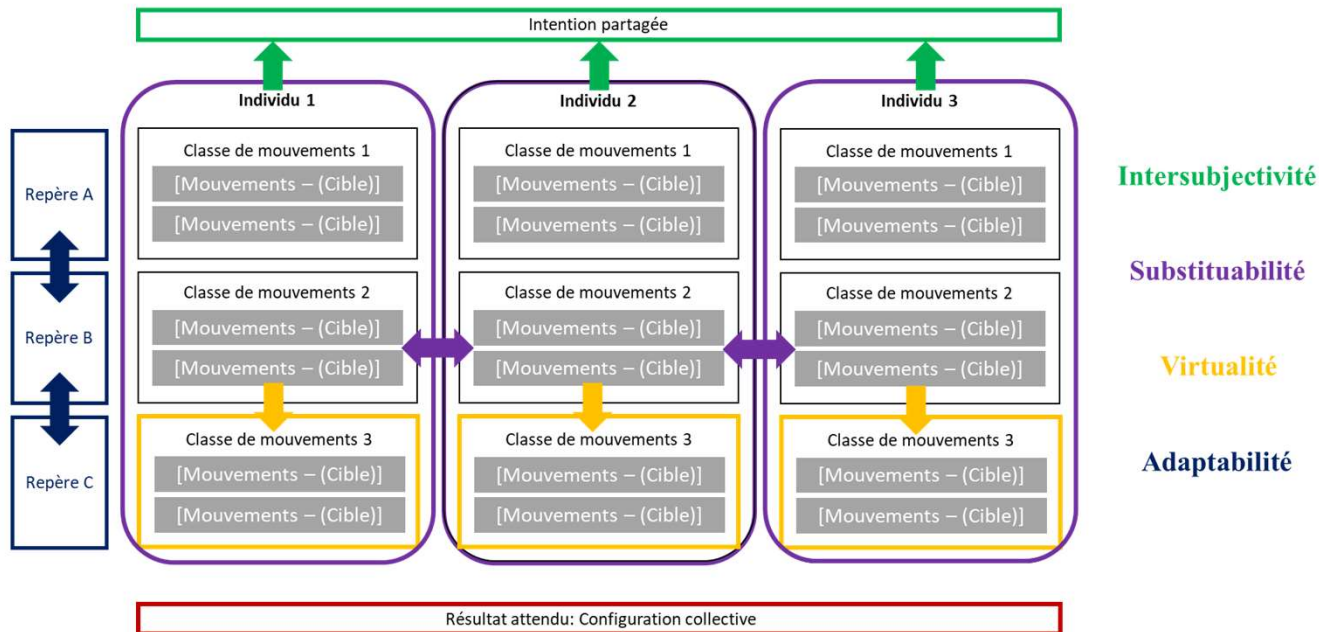 Intention partagée
Individu 1
Individu 2
Individu 3
Repère A
Classe de mouvements 1
[Mouvements – (Cible)]
[Mouvements – (Cible)]
Classe de mouvements 1
[Mouvements – (Cible)]
[Mouvements – (Cible)]
Classe de mouvements 1
[Mouvements – (Cible)]
[Mouvements – (Cible)]
Repère B
Classe de mouvements 2
[Mouvements – (Cible)]
[Mouvements – (Cible)]
Classe de mouvements 2
[Mouvements – (Cible)]
[Mouvements – (Cible)]
Classe de mouvements 2
[Mouvements – (Cible)]
[Mouvements – (Cible)]
Repère C
Classe de mouvements 3
[Mouvements – (Cible)]
[Mouvements – (Cible)]
Classe de mouvements 3
[Mouvements – (Cible)]
[Mouvements – (Cible)]
Classe de mouvements 3
[Mouvements – (Cible)]
[Mouvements – (Cible)]
Intersubjectivité
Substituabilité
Virtualité
Adaptabilité
Résultat attendu: Configuration collective